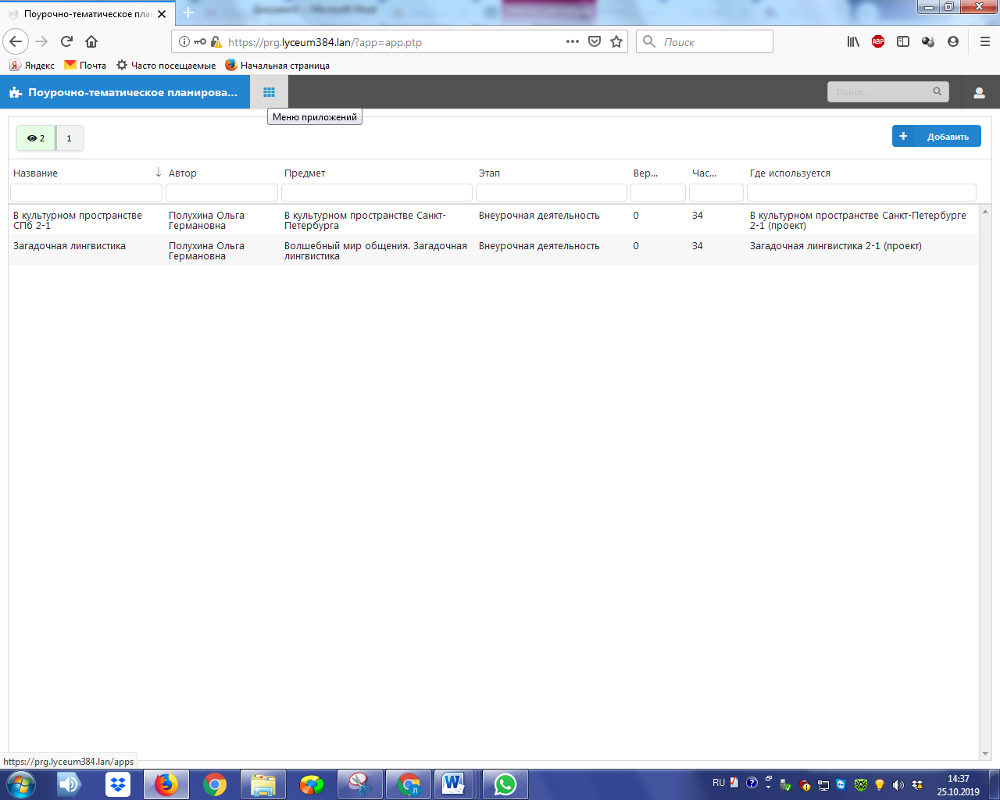 Поурочно-тематическое пла
https://prg.lyceum384.lan/?app=app.ptp
Поиск
ABP
Яндекс
Почта
Часто посещаемые
Начальная страница
Поурочно-тематическое планирова...
Поиск...
Меню приложений
2
1
Добавить
Название
Автор
Предмет
Этап
Вер...
Час...
Где используется
В культурном пространстве
СПб 2-1
Полухина Ольга
Германовна
В культурном пространстве Санкт-
Петербурга
Внеурочная деятельность
0
34
В культурном пространстве Санкт-Петербурге
2-1 (проект)
Загадочная лингвистика
Полухина Ольга
Германовна
Волшебный мир общения. Загадочная
лингвистика
Внеурочная деятельность
0
34
Загадочная лингвистика 2-1 (проект)
https://prg.lyceum384.lan/apps
RU
14:37
25.10.2019